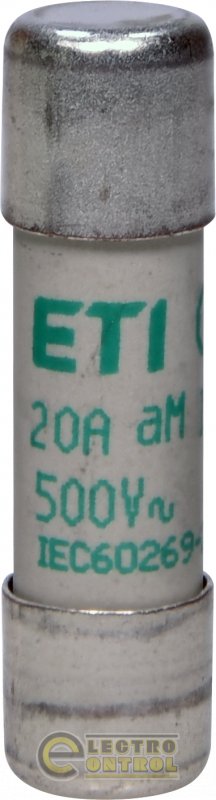 ETI
20A aM
500V~
IEC60269-
ELECTRO
CONTROL